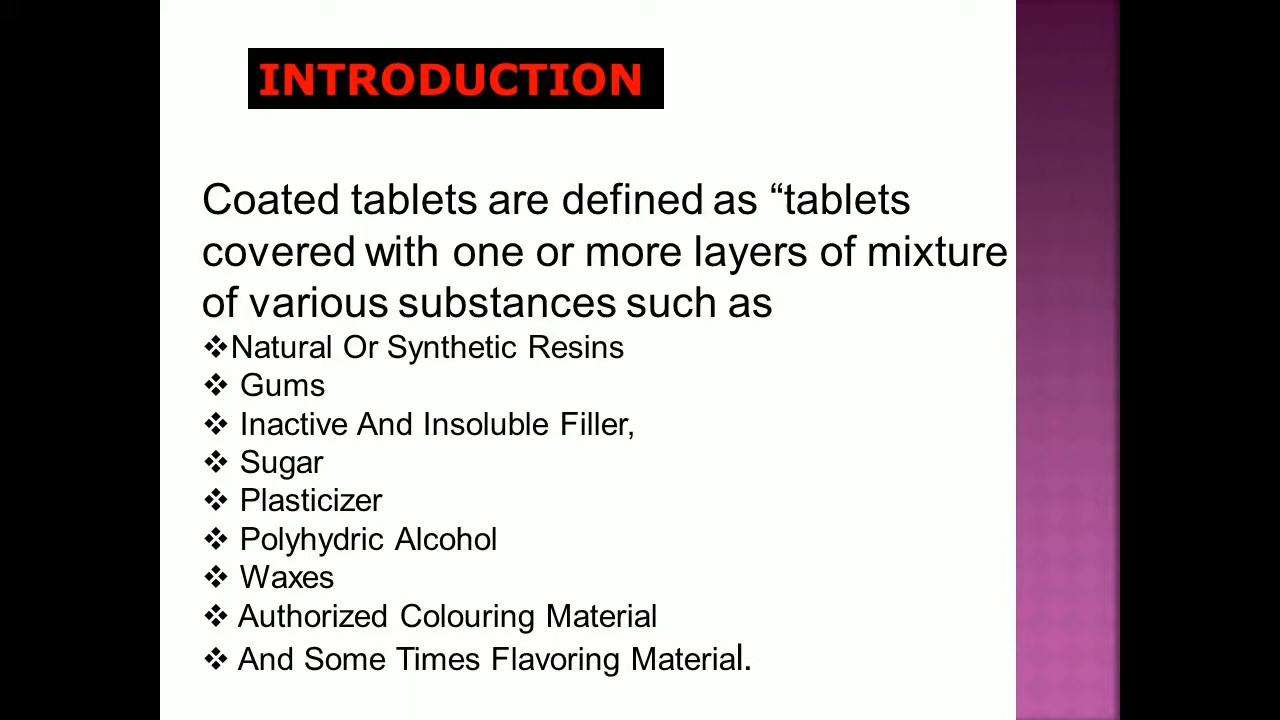 INTRODUCTION
Coated tablets are defined as “tablets
covered with one or more layers of mixture
of various substances such as
❖Natural Or Synthetic Resins
❖ Gums
❖ Inactive And Insoluble Filler,
❖ Sugar
❖ Plasticizer
❖ Polyhydric Alcohol
❖ Waxes
❖ Authorized Colouring Material
❖ And Some Times Flavoring Material.